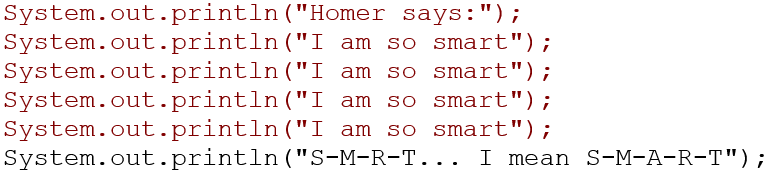 System.out.println("Homer says:");
System.out.println("I am so smart");
System.out.println("I am so smart");
System.out.println("I am so smart");
System.out.println("I am so smart");
System.out.println("S-M-R-T... I mean S-M-A-R-T");